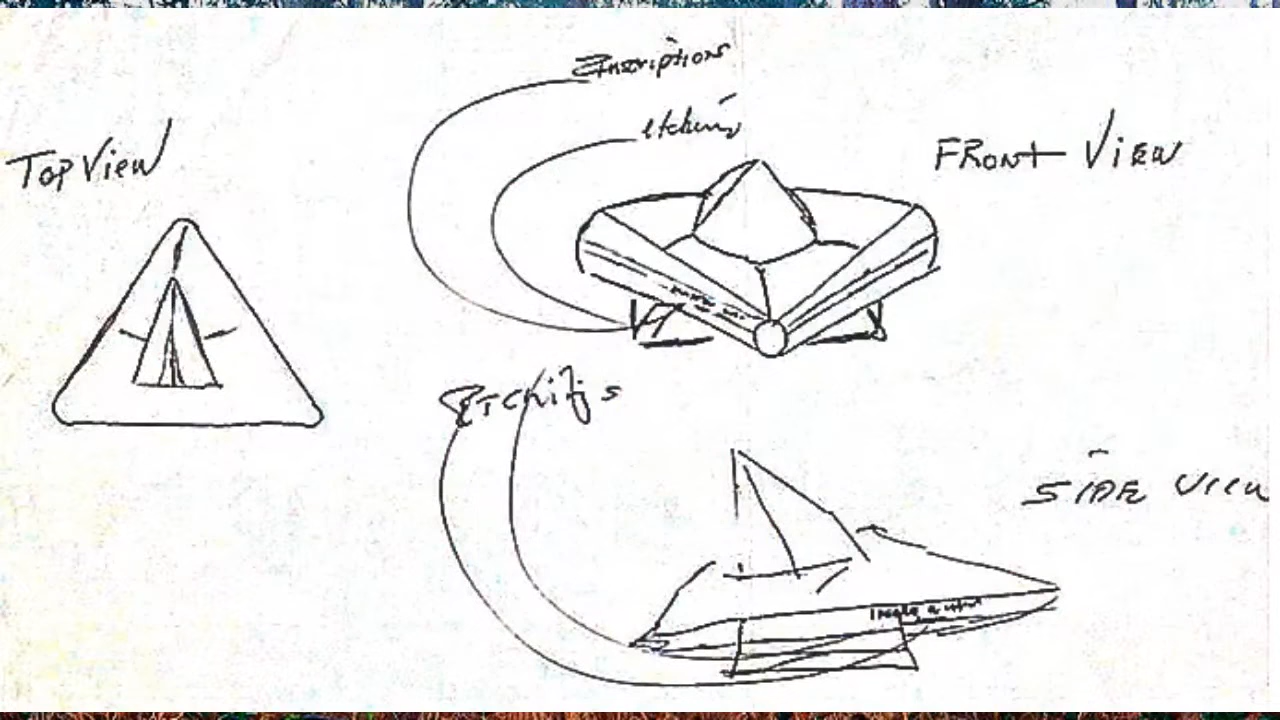 Inscriptions
etching
Top View
FRont View
ETCHiNgs
SiDE View